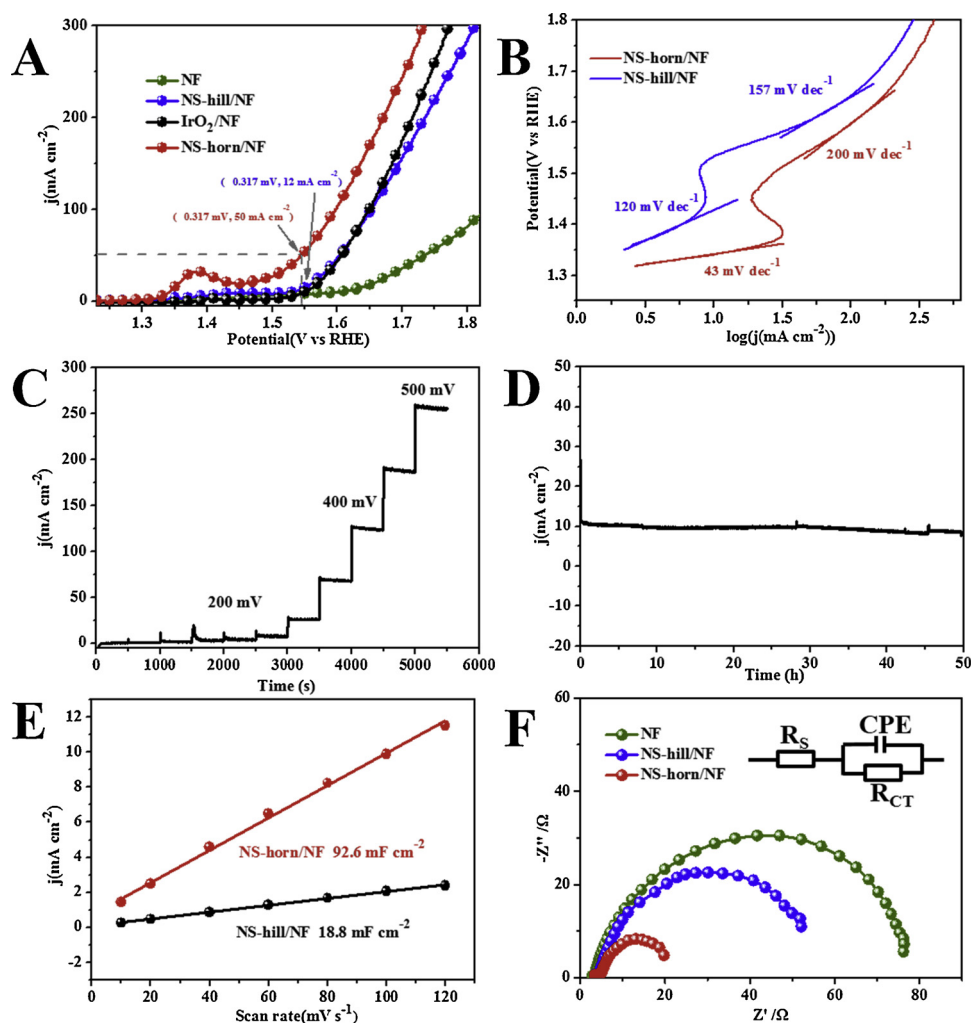 A
300
200
100
0
j(mA cm-2)
NF
NS-hill/NF
IrO2/NF
NS-horn/NF
( 0.317 mV, 12 mA cm-2)
( 0.317 mV, 50 mA cm-2)
1.3 1.4 1.5 1.6 1.7 1.8
Potential(V vs RHE)
B
1.8
1.7
1.6
1.5
1.4
1.3
Potential(V vs RHE)
NS-horn/NF
NS-hill/NF
157 mV dec-1
200 mV dec-1
120 mV dec-1
43 mV dec-1
0.0 0.5 1.0 1.5 2.0 2.5
log(j(mA cm-2))
C
300
250
200
150
100
50
0
j(mA cm-2)
500 mV
400 mV
200 mV
0 1000 2000 3000 4000 5000 6000
Time (s)
D
50
40
30
20
10
0
-10
-20
j(mA cm-2)
0 10 20 30 40 50
Time (h)
E
12
10
8
6
4
2
0
-2
j(mA cm-2)
NS-horn/NF 92.6 mF cm-2
NS-hill/NF 18.8 mF cm-2
0 20 40 60 80 100 120
Scan rate(mV s-1)
F
60
40
20
0
-Z'' /Ω
NF
NS-hill/NF
NS-horn/NF
RS
CPE
RCT
0 20 40 60 80
Z' /Ω